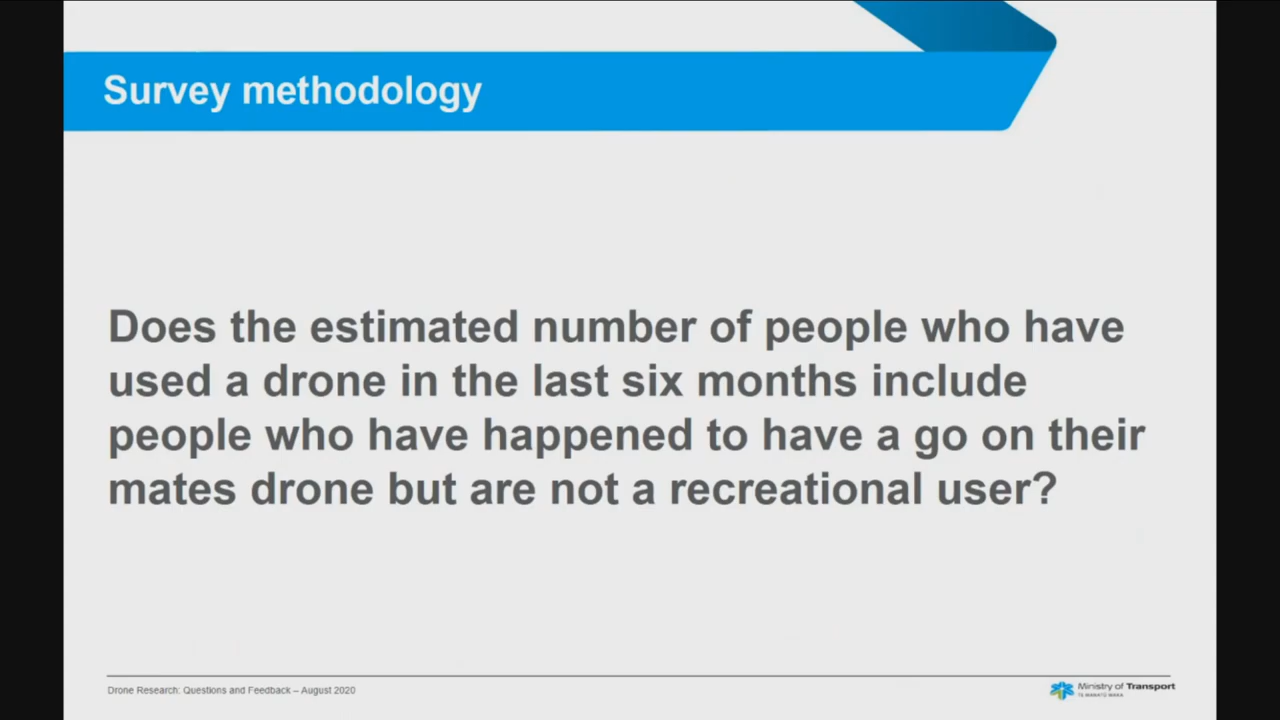 Survey methodology
Does the estimated number of people who have
used a drone in the last six months include
people who have happened to have a go on their
mates drone but are not a recreational user?
Drone Research: Questions and Feedback – August 2020
Ministry of Transport
TE MANATŪ WAKA